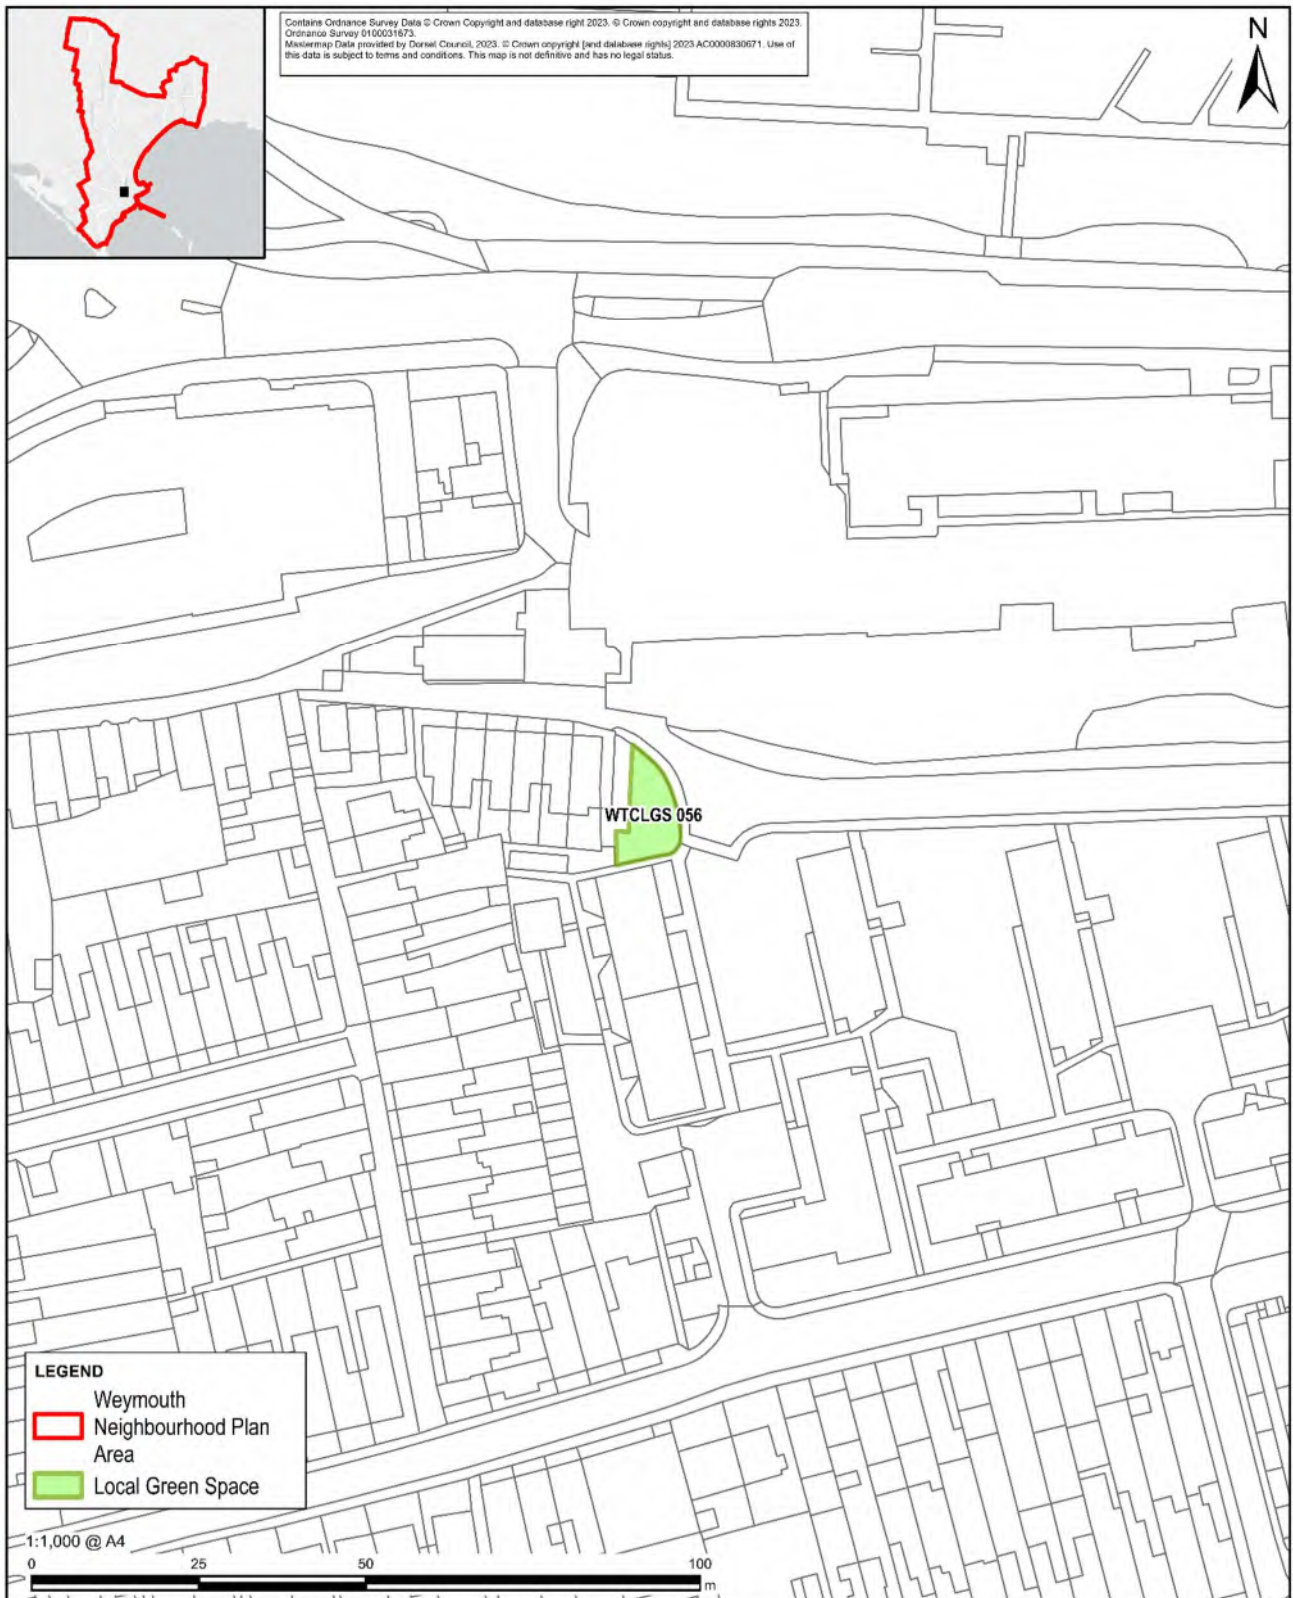 Contains Ordnance Survey Data © Crown Copyright and database right 2023. © Crown copyright and database rights 2023.
Ordnance Survey 0100031673.
Mastermap Data provided by Dorset Council, 2023. © Crown copyright [and database rights] 2023 AC0000830671. Use of
this data is subject to terms and conditions. This map is not definitive and has no legal status.
N
WTCLGS 056
LEGEND
Weymouth
Neighbourhood Plan
Area
Local Green Space
1:1,000 @ A4
0 25 50 100
m